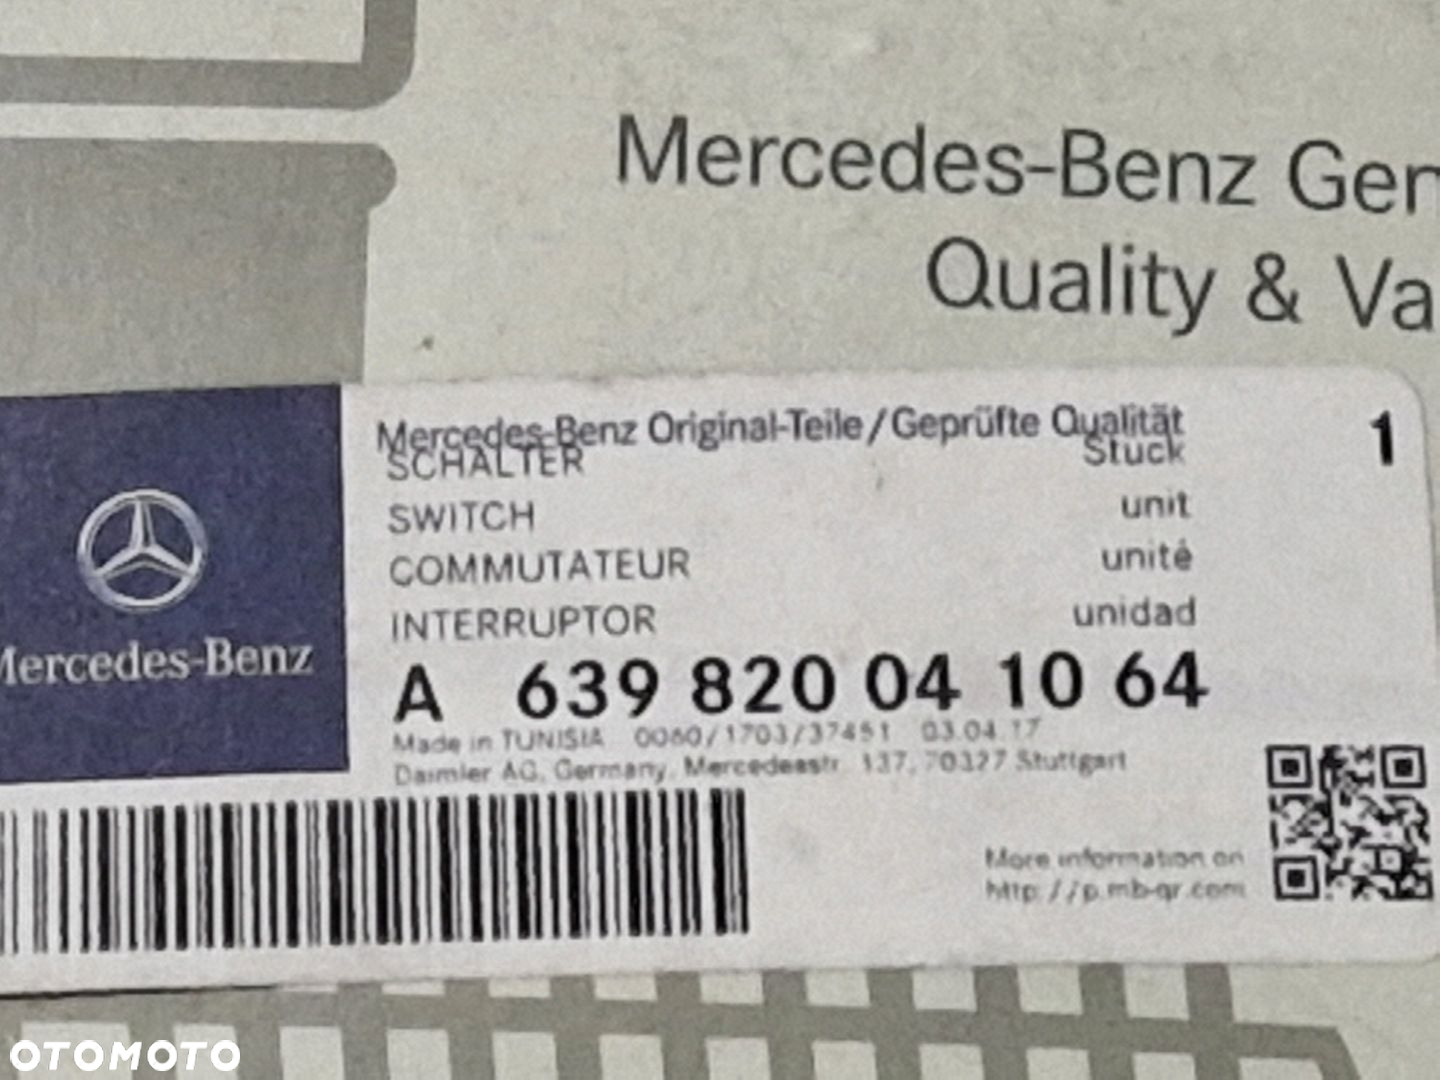 Mercedes-Benz Gen
Quality & Va
Mercedes-Benz Original-Teile/Geprüfte Qualität
SCHALTER Stuck 1
SWITCH unit
COMMUTATEUR unité
INTERRUPTOR unidad
A 639 820 04 10 64
Made in TUNISIA 0060/1703/37451 03.04.17
Daimler AG, Germany, Mercedesstr. 137, 70327 Stuttgart
Mercedes-Benz
More information on
http://p.mb-qr.com
OTOMOTO